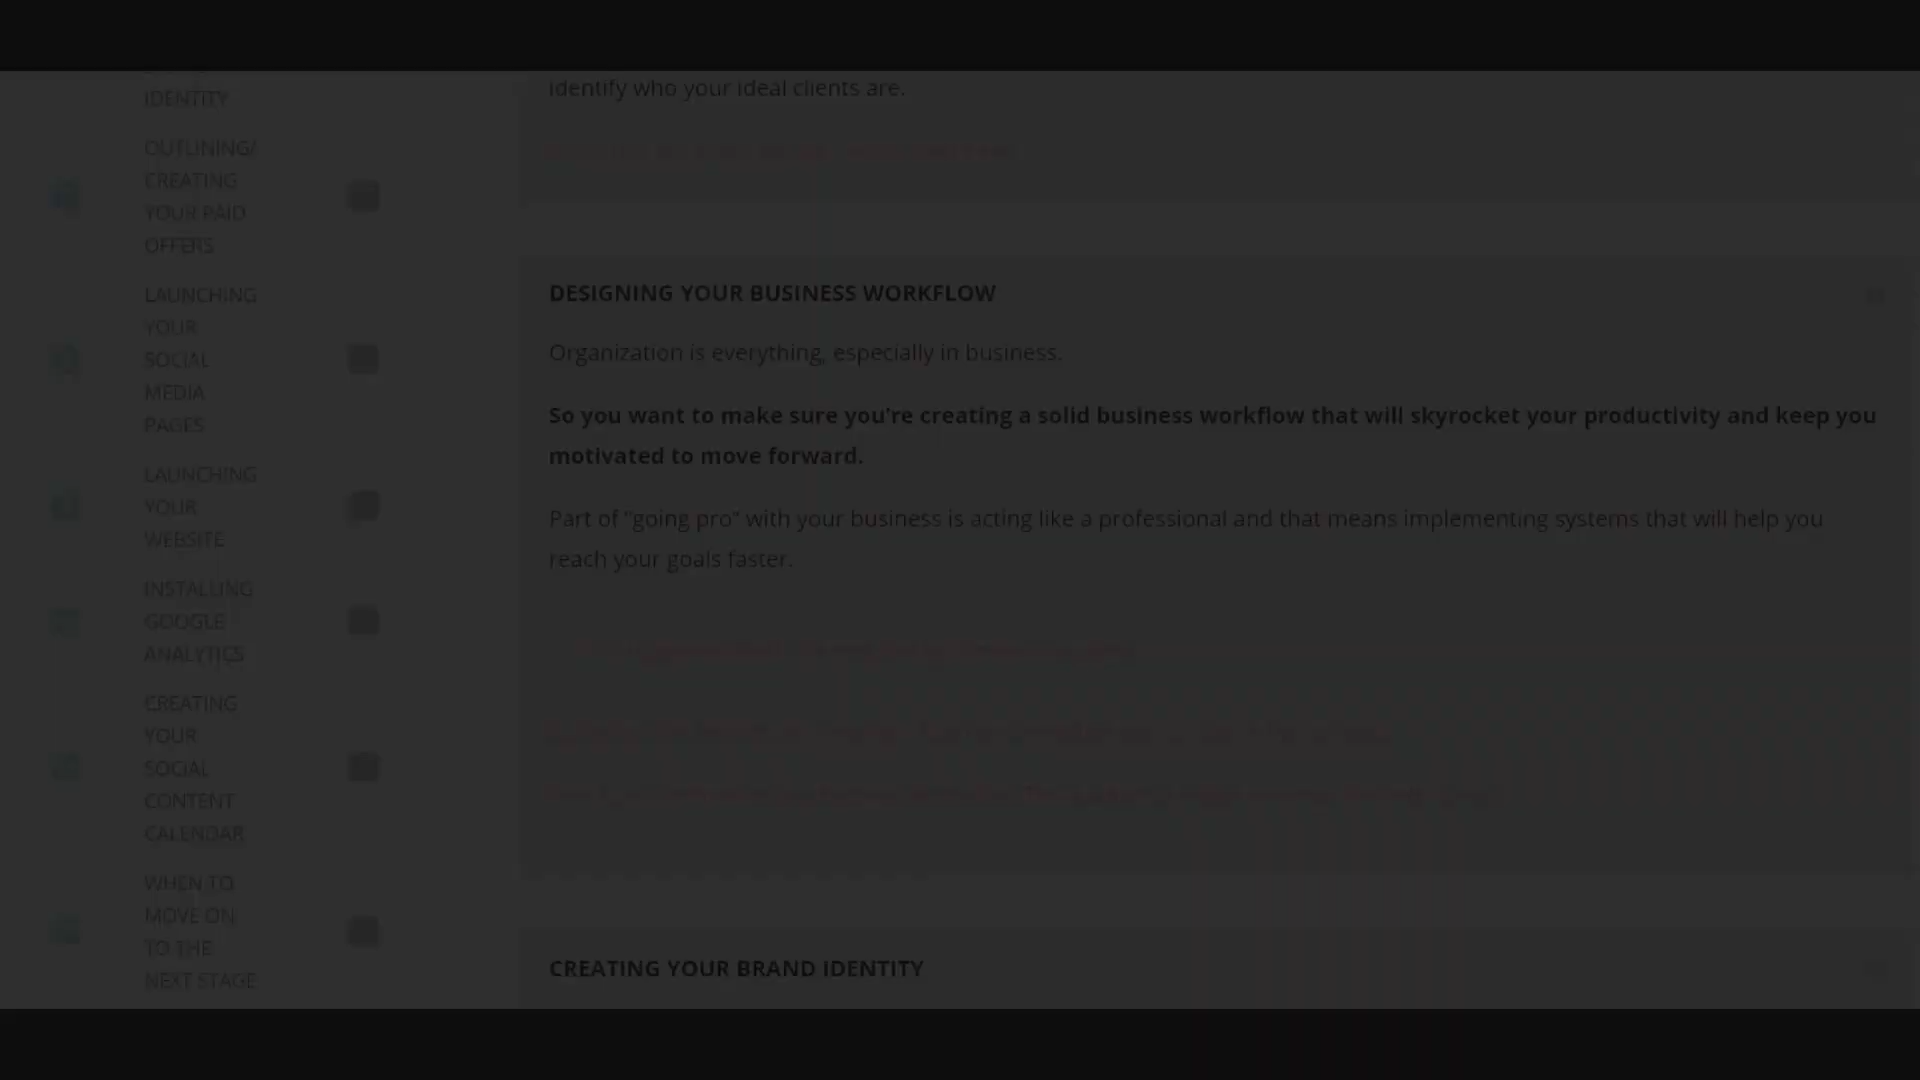 IDENTITY
OUTLINING/
CREATING
YOUR PAID
OFFERS
LAUNCHING
YOUR
SOCIAL
MEDIA
PAGES
LAUNCHING
YOUR
WEBSITE
INSTALLING
GOOGLE
ANALYTICS
CREATING
YOUR
SOCIAL
CONTENT
CALENDAR
WHEN TO
MOVE ON
TO THE
NEXT STAGE
identify who your ideal clients are.
DESIGNING YOUR BUSINESS WORKFLOW
Organization is everything, especially in business.
So you want to make sure you're creating a solid business workflow that will skyrocket your productivity and keep you
motivated to move forward.
Part of "going pro" with your business is acting like a professional and that means implementing systems that will help you
reach your goals faster.
CREATING YOUR BRAND IDENTITY